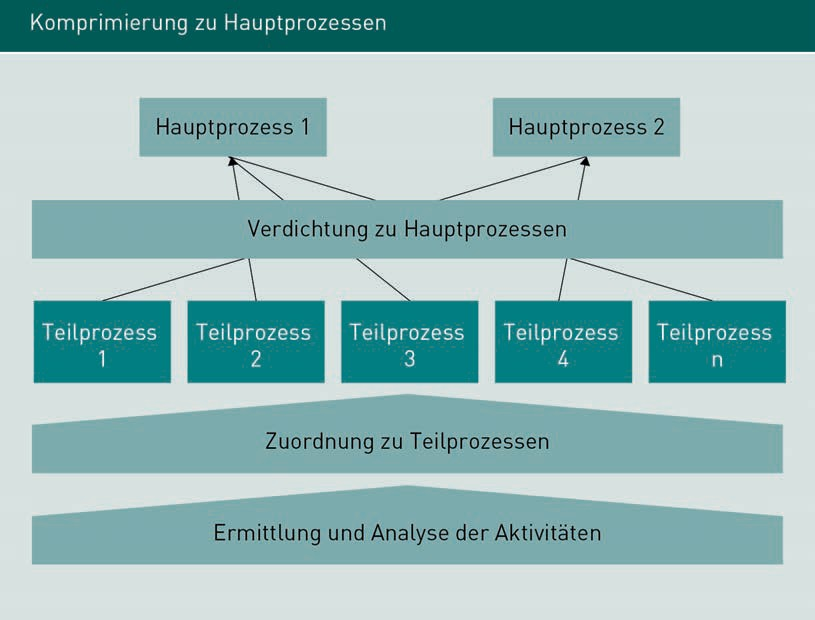 Komprimierung zu Hauptprozessen
Hauptprozess 1
Hauptprozess 2
Verdichtung zu Hauptprozessen
Teilprozess
1
Teilprozess
2
Teilprozess
3
Teilprozess
4
Teilprozess
n
Zuordnung zu Teilprozessen
Ermittlung und Analyse der Aktivitäten